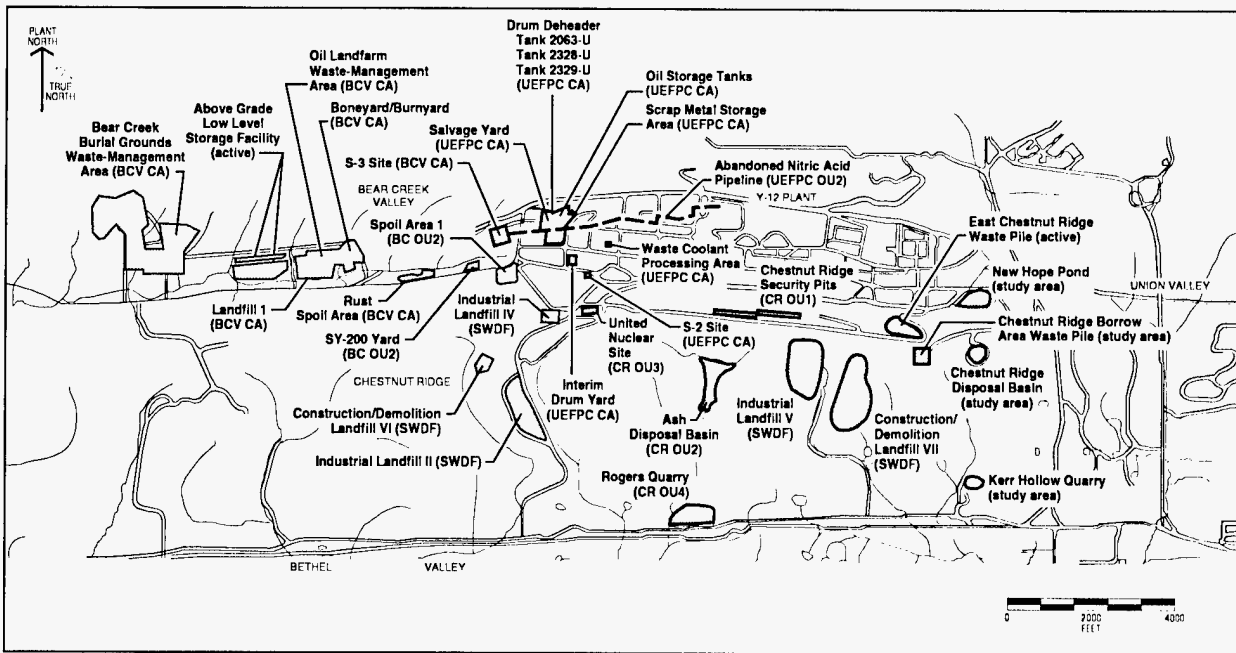 PLANT
NORTH
TRUE
NORTH
Drum Deheader
Tank 2063-U
Tank 2328-U
Tank 2329-U
(UEFPC CA)
Oil Landfarm
Waste-Management
Area (BCV CA)
Oil Storage Tanks
(UEFPC CA)
Above Grade
Low Level
Storage Facility
(active)
Boneyard/Burnyard
(BCV CA)
Scrap Metal Storage
Area (UEFPC CA)
Bear Creek
Burial Grounds
Waste-Management
Area (BCV CA)
Salvage Yard
(UEFPC CA)
S-3 Site (BCV CA)
Abandoned Nitric Acid
Pipeline (UEFPC OU2)
BEAR CREEK
VALLEY
Y-12 PLANT
Spoil Area 1
(BC OU2)
East Chestnut Ridge
Waste Pile (active)
Waste Coolant
Processing Area
(UEFPC CA)
Chestnut Ridge
Security Pits
(CR OU1)
New Hope Pond
(study area)
UNION VALLEY
Landfill 1
(BCV CA)
Rust
Spoil Area (BCV CA)
Industrial
Landfill IV
(SWDF)
SY-200 Yard
(BC OU2)
United
Nuclear
Site
(CR OU3)
S-2 Site
(UEFPC CA)
Chestnut Ridge Borrow
Area Waste Pile (study area)
CHESTNUT RIDGE
Interim
Drum Yard
(UEFPC CA)
Chestnut Ridge
Disposal Basin
(study area)
Construction/Demolition
Landfill VI (SWDF)
Ash
Disposal Basin
(CR OU2)
Industrial
Landfill V
(SWDF)
Construction/
Demolition
Landfill VII
(SWDF)
Industrial Landfill II (SWDF)
Rogers Quarry
(CR OU4)
Kerr Hollow Quarry
(study area)
BETHEL VALLEY
0 2000 4000
FEET